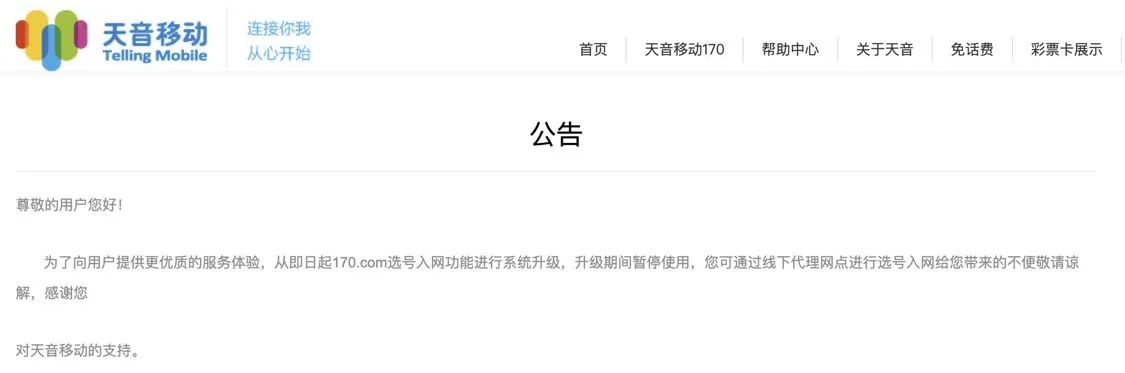 天音移动
Telling Mobile
连接你我
从心开始
首页
天音移动170
帮助中心
关于天音
免话费
彩票卡展示
公告
尊敬的用户您好！
为了向用户提供更优质的服务体验，从即日起170.com选号入网功能进行系统升级，升级期间暂停使用，您可通过线下代理网点进行选号入网给您带来的不便敬请谅
解，感谢您
对天音移动的支持。